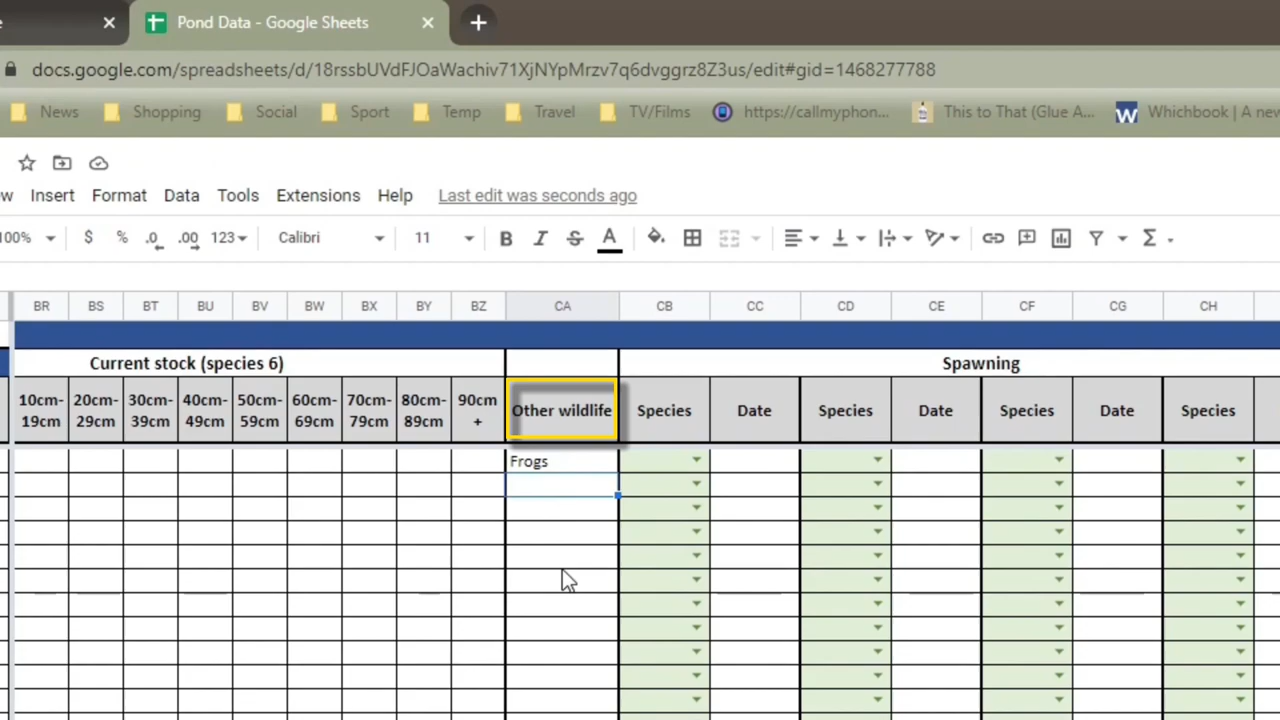 e
Pond Data - Google Sheets
docs.google.com/spreadsheets/d/18rssbUVdFJOaWachiv71XjNYpMrzv7q6dvggrz8Z3us/edit#gid=1468277788
News Shopping Social Sport Temp Travel TV/Films https://callmyphon... This to That (Glue A... Whichbook | A new
w Insert Format Data Tools Extensions Help Last edit was seconds ago
100% $ % .0 .00 123 Calibri 11 B I S A
BR BS BT BU BV BW BX BY BZ CA CB CC CD CE CF CG CH
Current stock (species 6) Spawning
10cm- 20cm- 30cm- 40cm- 50cm- 60cm- 70cm- 80cm- 90cm
19cm 29cm 39cm 49cm 59cm 69cm 79cm 89cm +
Other wildlife Species Date Species Date Species Date Species
Frogs